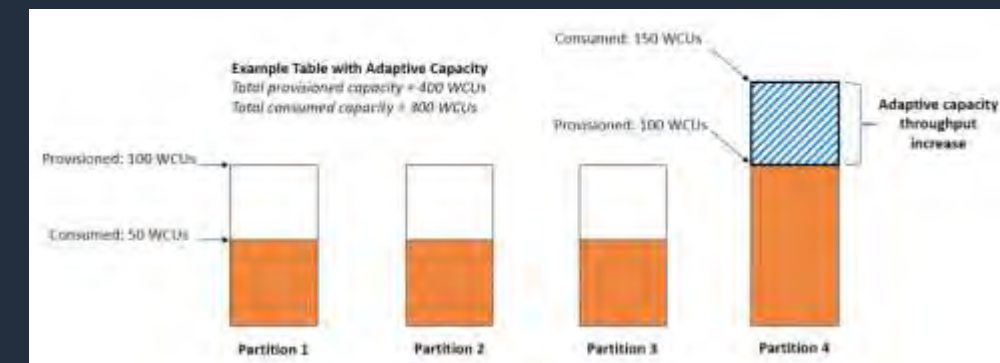 Example Table with Adaptive Capacity
Total provisioned capacity = 400 WCUs
Total consumed capacity = 300 WCUs
Consumed: 150 WCUs
Provisioned: 100 WCUs
Adaptive capacity
throughput
increase
Provisioned: 100 WCUs
Consumed: 50 WCUs
Partition 1
Partition 2
Partition 3
Partition 4